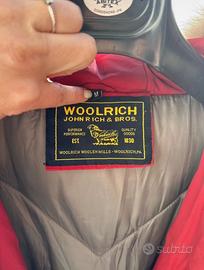 M
WOOLRICH
JOHN RICH & BROS.
SUPERIOR
PERFORMANCE
QUALITY
GOODS
EST 1830
WOOLRICH WOOLEN MILLS - WOOLRICH, PA.
subito